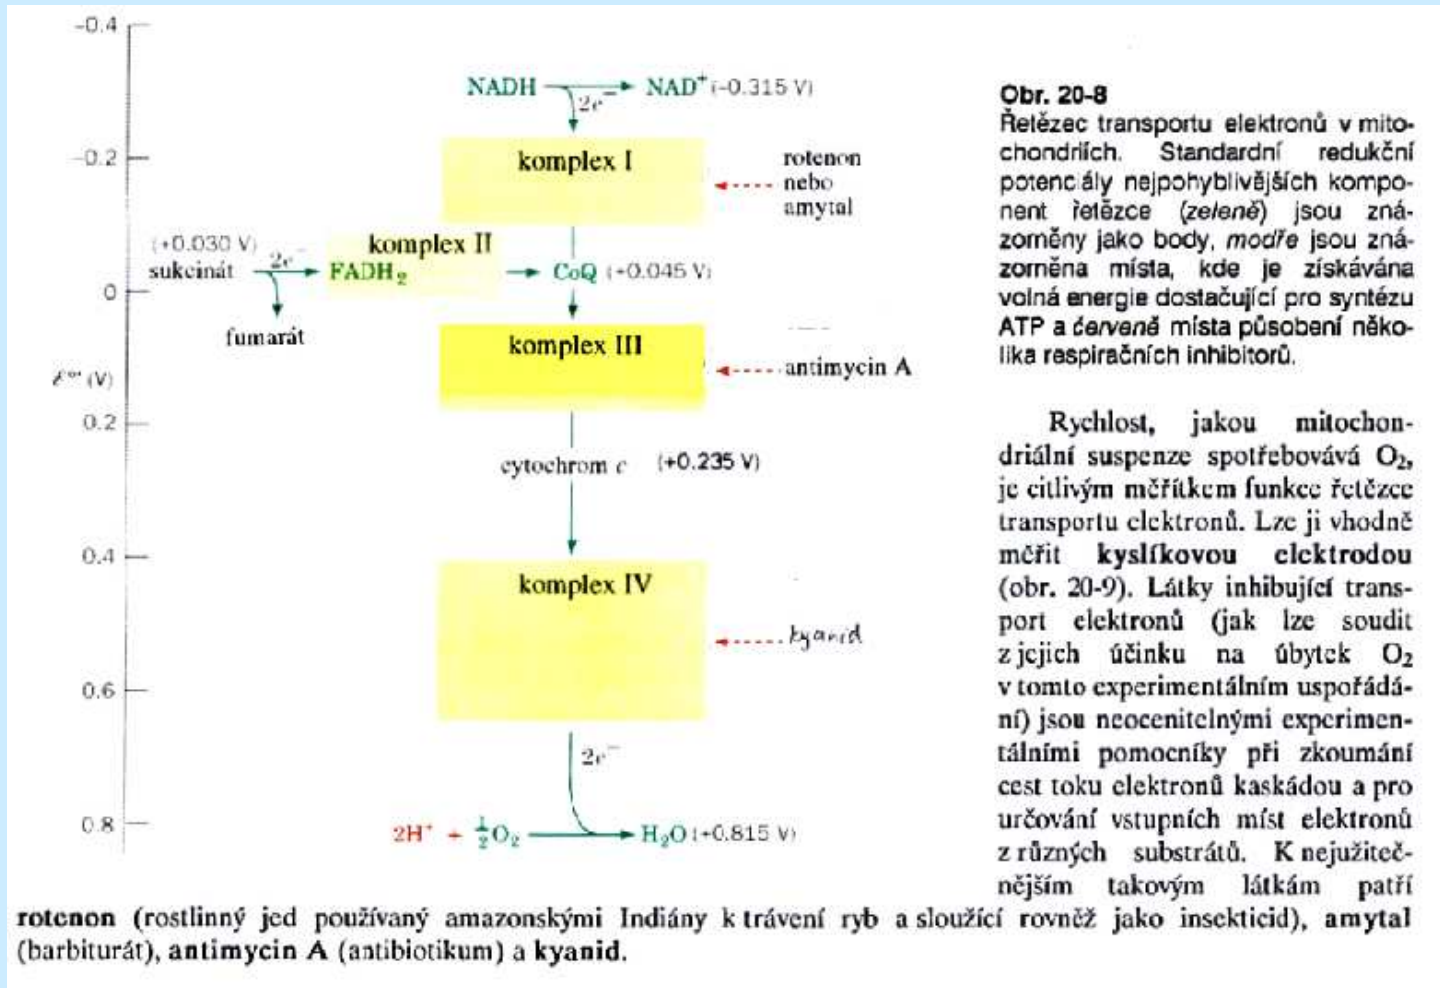 -0.4
NADH
NAD⁺ (-0.315 V)
2e⁻
-0.2
komplex I
rotenon
nebo
amytal
(+0.030 V)
komplex II
sukcinát
2e⁻
FADH₂
CoQ (+0.045 V)
0
fumarát
komplex III
antimycin A
ℰ°' (V)
0.2
cytochrom c (+0.235 V)
0.4
komplex IV
kyanid
0.6
2e⁻
0.8
2H⁺ + ½O₂
H₂O (+0.815 V)
Obr. 20-8
Řetězec transportu elektronů v mito-
chondriích. Standardní redukční
potenciály nejpohyblivějších kompo-
nent řetězce (zeleně) jsou zná-
zorněny jako body, modře jsou zná-
zorněna místa, kde je získávána
volná energie dostačující pro syntézu
ATP a červeně místa působení něko-
lika respiračních inhibitorů.
Rychlost, jakou mitochon-
driální suspenze spotřebovává O₂,
je citlivým měřítkem funkce řetězce
transportu elektronů. Lze ji vhodně
měřit kyslíkovou elektrodou
(obr. 20-9). Látky inhibující trans-
port elektronů (jak lze soudit
z jejich účinku na úbytek O₂
v tomto experimentálním uspořádá-
ní) jsou neocenitelnými experimen-
tálními pomocníky při zkoumání
cest toku elektronů kaskádou a pro
určování vstupních míst elektronů
z různých substrátů. K nejužiteč-
nějším takovým látkám patří
rotenon (rostlinný jed používaný amazonskými Indiány k trávení ryb a sloužící rovněž jako insekticid), amytal
(barbiturát), antimycin A (antibiotikum) a kyanid.